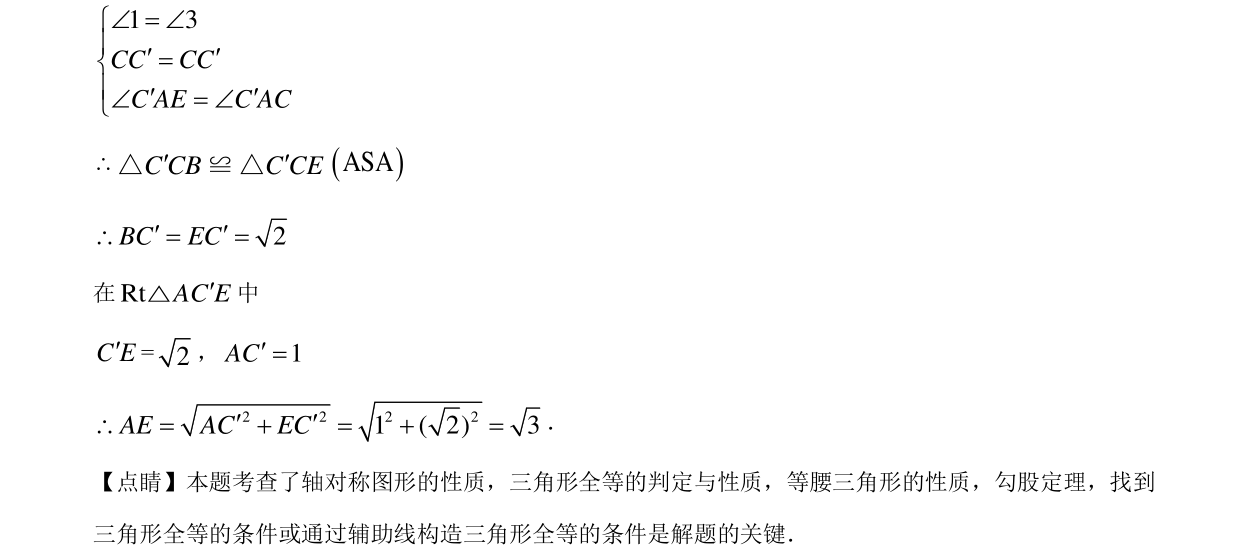 ∠1 = ∠3
CC′ = CC′
∠C′AE = ∠C′AC
∴ △C′CB ≌ △C′CE (ASA)
∴ BC′ = EC′ = √2
在 Rt△AC′E 中
C′E = √2 , AC′ = 1
∴ AE = √(AC′² + EC′²) = √(1² + (√2)²) = √3 .
【点睛】本题考查了轴对称图形的性质，三角形全等的判定与性质，等腰三角形的性质，勾股定理，找到
三角形全等的条件或通过辅助线构造三角形全等的条件是解题的关键．